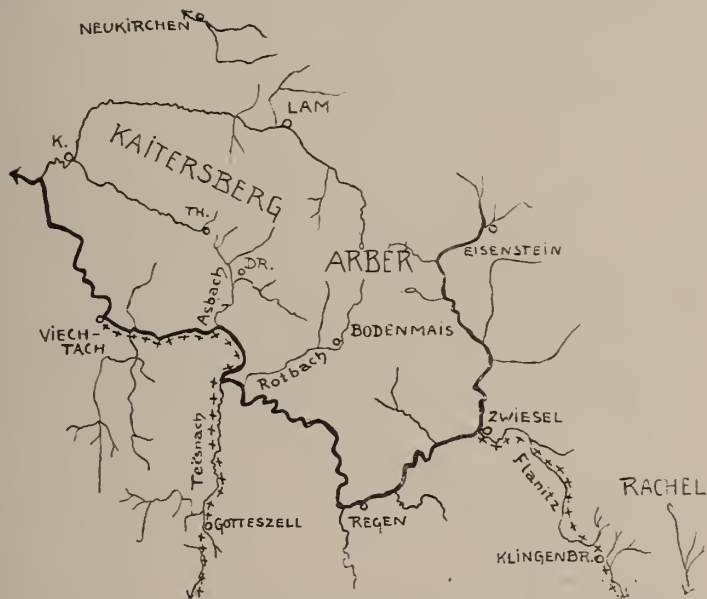 NEUKIRCHEN
LAM
K.
KAITERSBERG
TH.
DR.
ARBER
EISENSTEIN
Asbach
VIECH-
TACH
BODENMAIS
Rotbach
ZWIESEL
Teisnach
Flanitz
RACHEL
GOTTESZELL
REGEN
KLINGENBR.